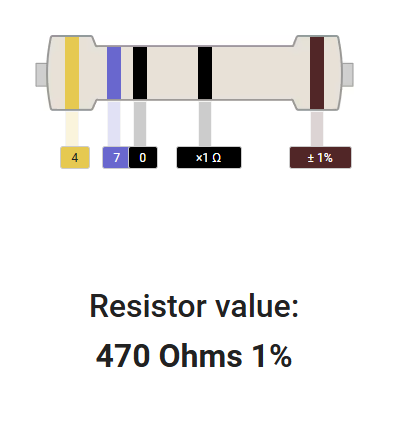 4 7 0 ×1 Ω ± 1%
Resistor value:
470 Ohms 1%